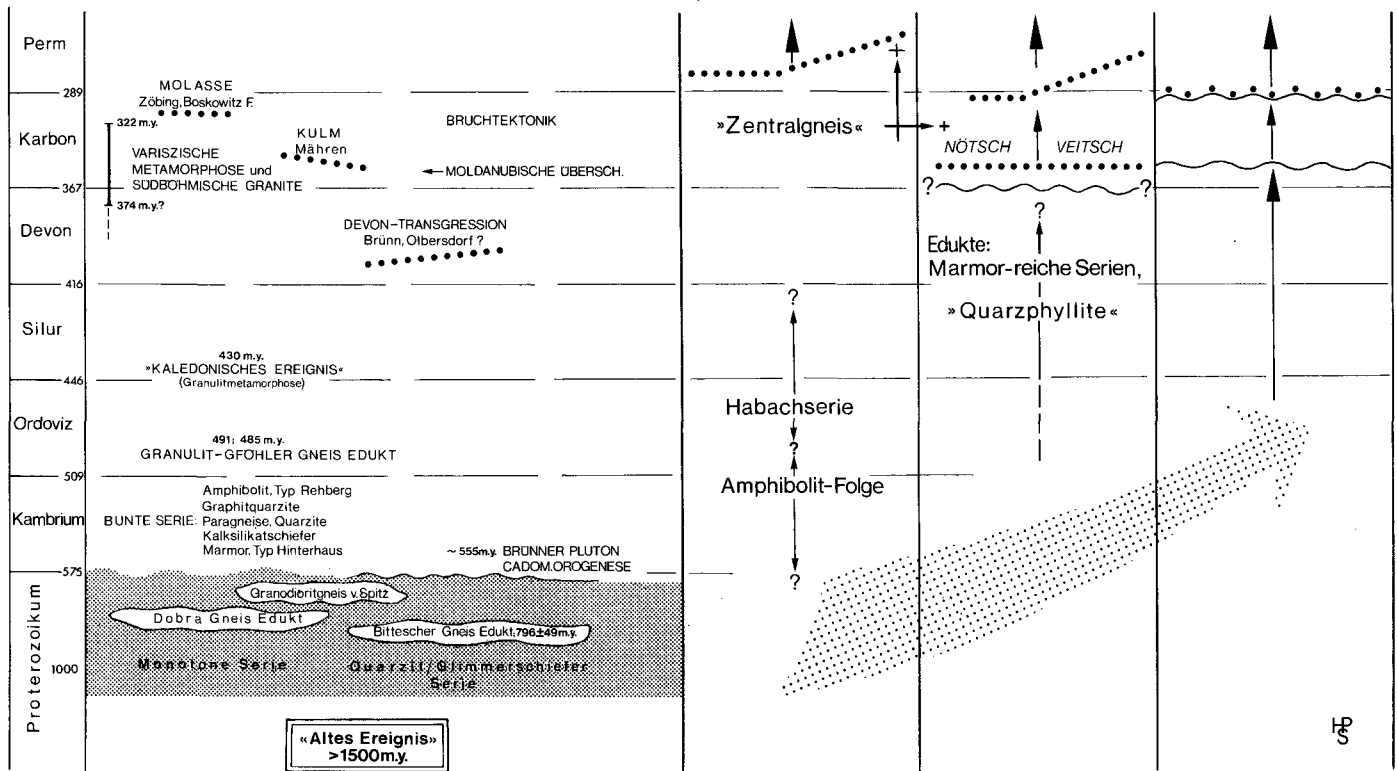 Perm
289
Karbon
367
Devon
416
Silur
446
Ordoviz
509
Kambrium
575
Proterozoikum
1000
MOLASSE
Zöbing, Boskowitz F.
322 m.y.
VARISZISCHE
METAMORPHOSE und
SÜDBÖHMISCHE GRANITE
374 m.y.?
KULM
Mähren
BRUCHTEKTONIK
MOLDANUBISCHE ÜBERSCH.
DEVON-TRANSGRESSION
Brünn, Olbersdorf ?
430 m.y.
»KALEDONISCHES EREIGNIS«
(Granulitmetamorphose)
491; 485 m.y.
GRANULIT-GFÖHLER GNEIS EDUKT
Amphibolit, Typ Rehberg
Graphitquarzite
BUNTE SERIE: Paragneise, Quarzite
Kalksilikatschiefer
Marmor, Typ Hinterhaus
~ 555 m.y. BRÜNNER PLUTON
CADOM. OROGENESE
Granodioritgneis v. Spitz
Dobra Gneis Edukt
Bittescher Gneis Edukt, 796±49 m.y.
Monotone Serie
Quarzit/Glimmerschiefer
Serie
«Altes Ereignis»
>1500 m.y.
»Zentralgneis«
?
Habachserie
?
Amphibolit-Folge
?
NÖTSCH VEITSCH
? ?
?
Edukte:
Marmor-reiche Serien,
»Quarzphyllite«
HPS